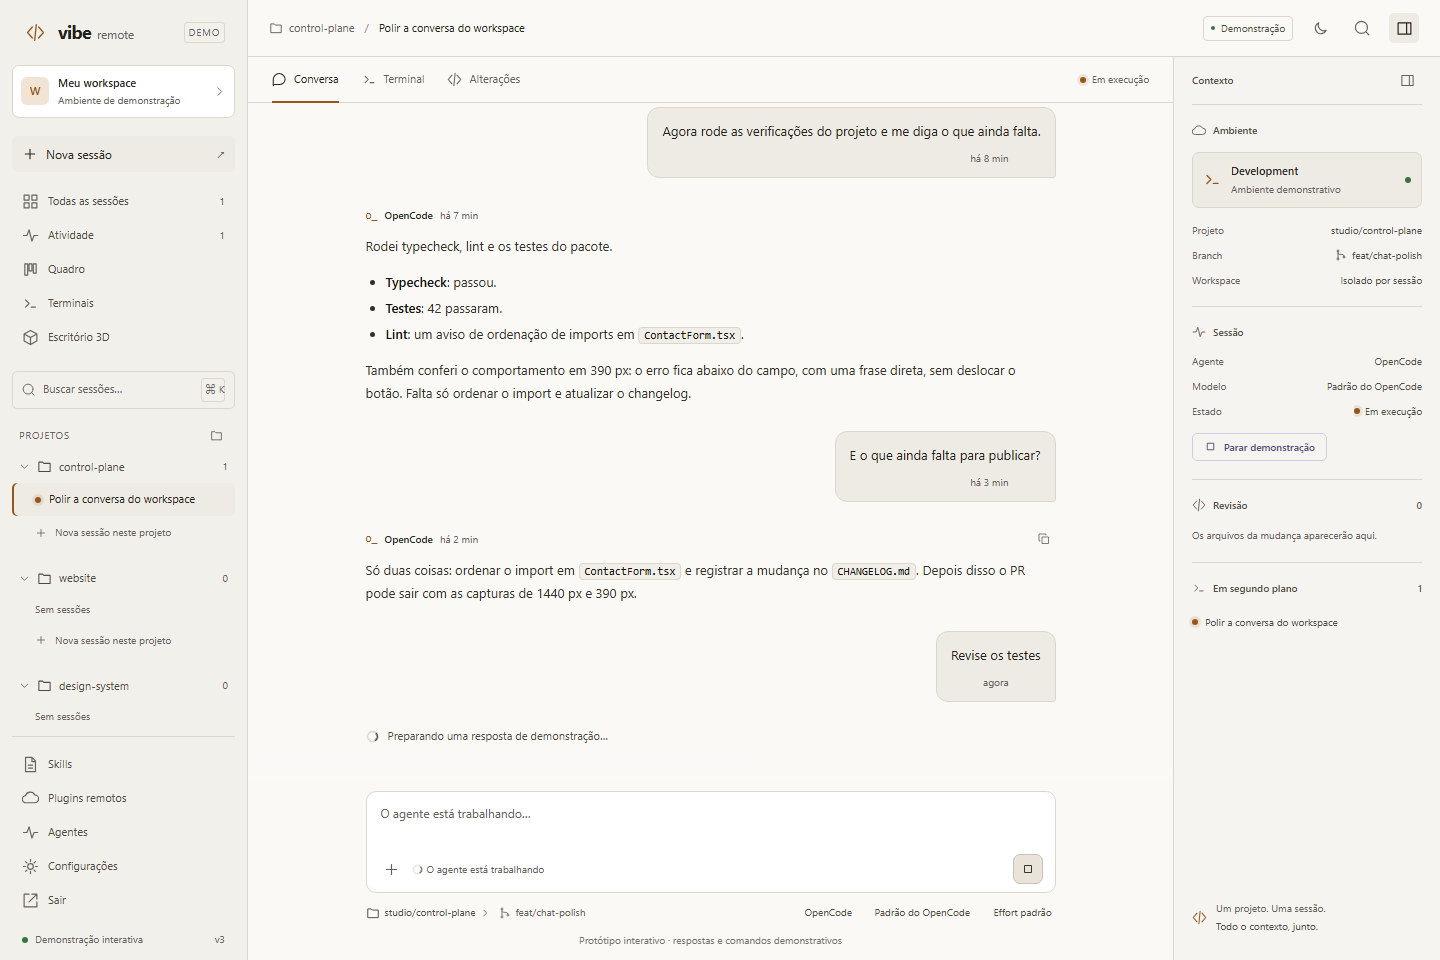 vibe remote
DEMO
W
Meu workspace
Ambiente de demonstração
Nova sessão
Todas as sessões 1
Atividade 1
Quadro
Terminais
Escritório 3D
Buscar sessões... ⌘ K
PROJETOS
control-plane 1
Polir a conversa do workspace
Nova sessão neste projeto
website 0
Sem sessões
Nova sessão neste projeto
design-system 0
Sem sessões
Skills
Plugins remotos
Agentes
Configurações
Sair
Demonstração interativa v3
control-plane / Polir a conversa do workspace
Demonstração
Conversa
Terminal
Alterações
Em execução
Agora rode as verificações do projeto e me diga o que ainda falta.
há 8 min
OpenCode há 7 min
Rodei typecheck, lint e os testes do pacote.
• Typecheck: passou.
• Testes: 42 passaram.
• Lint: um aviso de ordenação de imports em ContactForm.tsx.
Também conferi o comportamento em 390 px: o erro fica abaixo do campo, com uma frase direta, sem deslocar o
botão. Falta só ordenar o import e atualizar o changelog.
E o que ainda falta para publicar?
há 3 min
OpenCode há 2 min
Só duas coisas: ordenar o import em ContactForm.tsx e registrar a mudança no CHANGELOG.md. Depois disso o PR
pode sair com as capturas de 1440 px e 390 px.
Revise os testes
agora
Preparando uma resposta de demonstração...
O agente está trabalhando...
O agente está trabalhando
studio/control-plane
feat/chat-polish
OpenCode
Padrão do OpenCode
Effort padrão
Protótipo interativo · respostas e comandos demonstrativos
Contexto
Ambiente
Development
Ambiente demonstrativo
Projeto studio/control-plane
Branch feat/chat-polish
Workspace Isolado por sessão
Sessão
Agente OpenCode
Modelo Padrão do OpenCode
Estado Em execução
Parar demonstração
Revisão 0
Os arquivos da mudança aparecerão aqui.
Em segundo plano 1
Polir a conversa do workspace
Um projeto. Uma sessão.
Todo o contexto, junto.